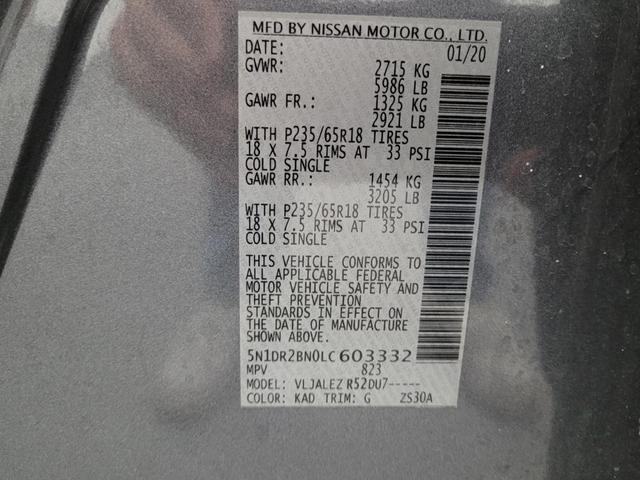 MFD BY NISSAN MOTOR CO., LTD.
DATE: 01/20
GVWR: 2715 KG
5986 LB
GAWR FR.: 1325 KG
2921 LB
WITH P235/65R18 TIRES
18 X 7.5 RIMS AT 33 PSI
COLD SINGLE
GAWR RR.: 1454 KG
3205 LB
WITH P235/65R18 TIRES
18 X 7.5 RIMS AT 33 PSI
COLD SINGLE
THIS VEHICLE CONFORMS TO
ALL APPLICABLE FEDERAL
MOTOR VEHICLE SAFETY AND
THEFT PREVENTION
STANDARDS IN EFFECT ON
THE DATE OF MANUFACTURE
SHOWN ABOVE.
5N1DR2BN0LC603332
MPV 823
MODEL: VLJALEZ R52DU7-----
COLOR: KAD TRIM: G ZS30A